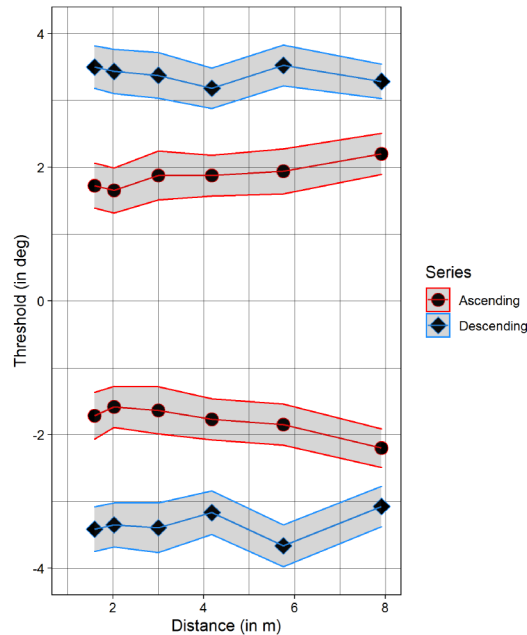 4
2
0
-2
-4
Threshold (in deg)
2
4
6
8
Distance (in m)
Series
Ascending
Descending